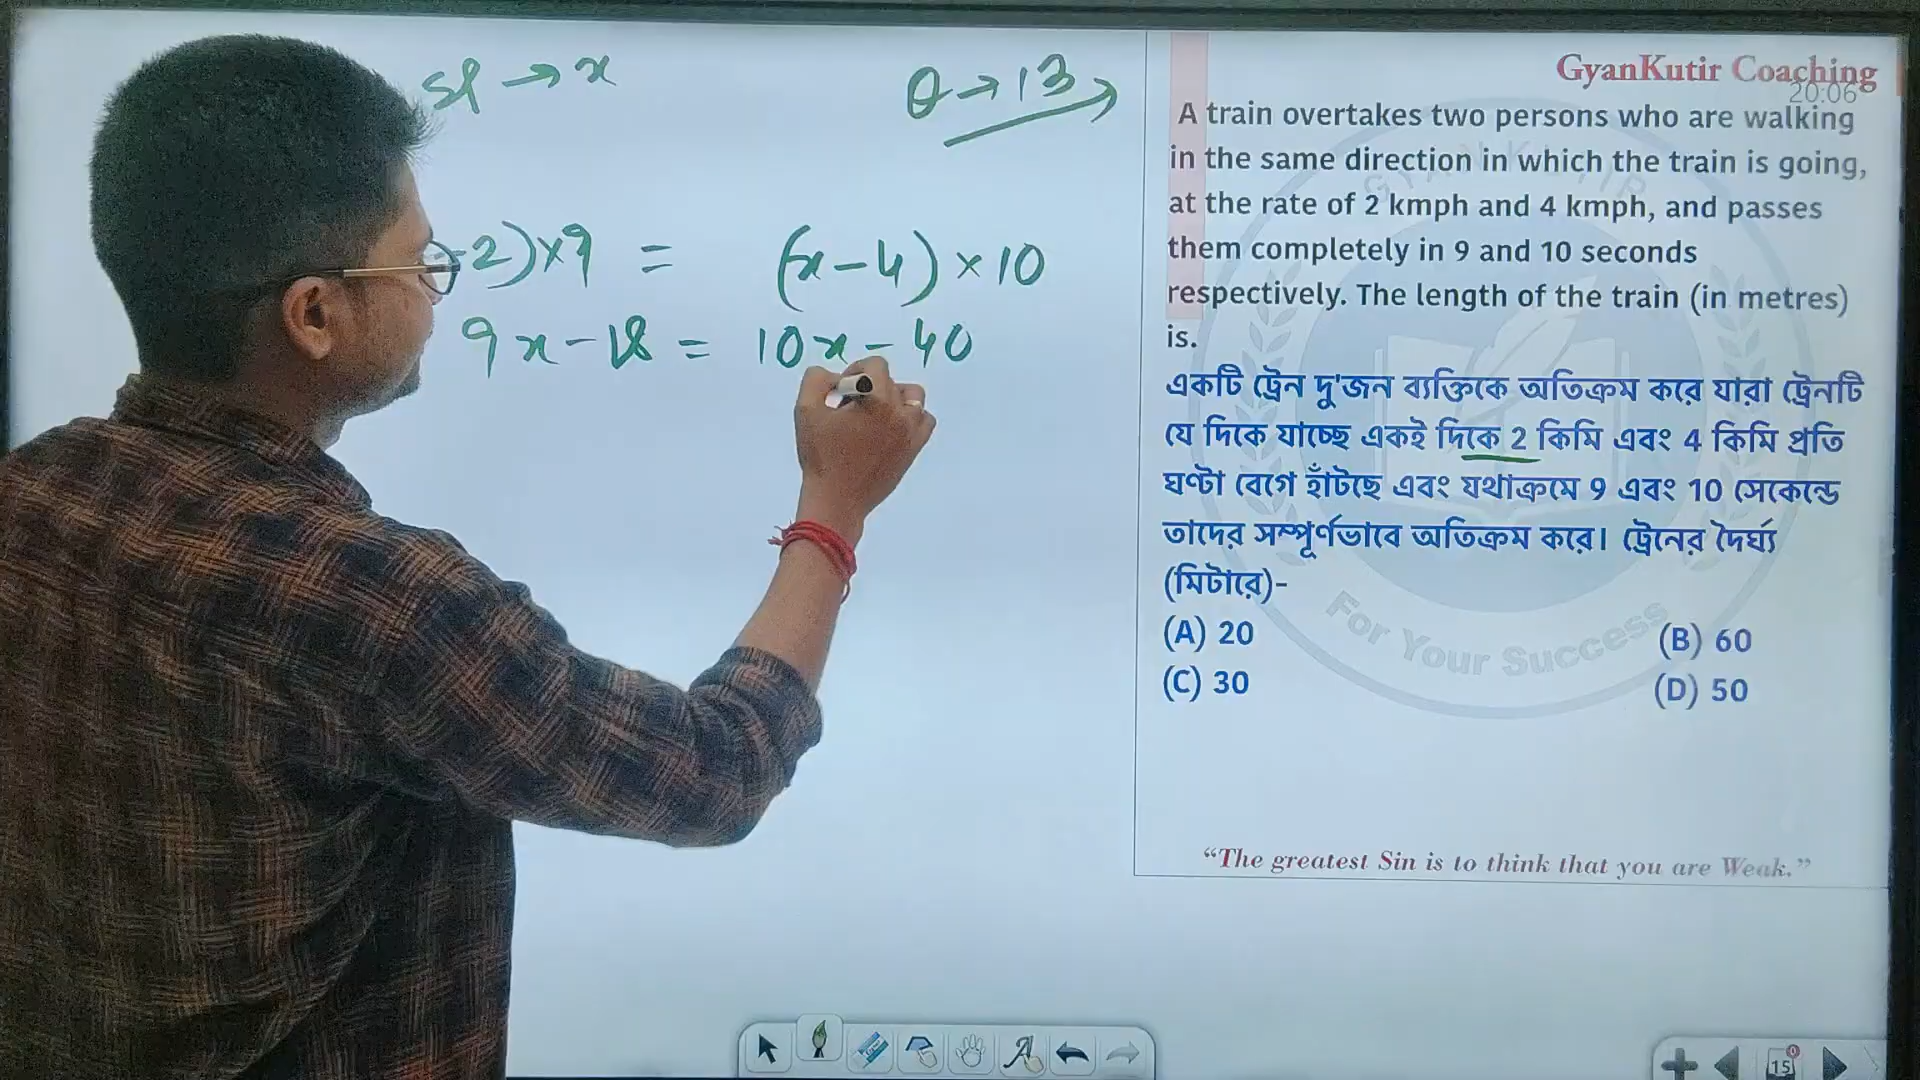 Sl → x
Q → 13
-2)×9 = (x-4)×10
9x-18 = 10x-40
GyanKutir Coaching
20:06
A train overtakes two persons who are walking
in the same direction in which the train is going,
at the rate of 2 kmph and 4 kmph, and passes
them completely in 9 and 10 seconds
respectively. The length of the train (in metres)
is.
একটি ট্রেন দু'জন ব্যক্তিকে অতিক্রম করে যারা ট্রেনটি
যে দিকে যাচ্ছে একই দিকে 2 কিমি এবং 4 কিমি প্রতি
ঘণ্টা বেগে হাঁটছে এবং যথাক্রমে 9 এবং 10 সেকেন্ডে
তাদের সম্পূর্ণভাবে অতিক্রম করে। ট্রেনের দৈর্ঘ্য
(মিটারে)-
(A) 20 (B) 60
(C) 30 (D) 50
For Your Success
“The greatest Sin is to think that you are Weak.”
15